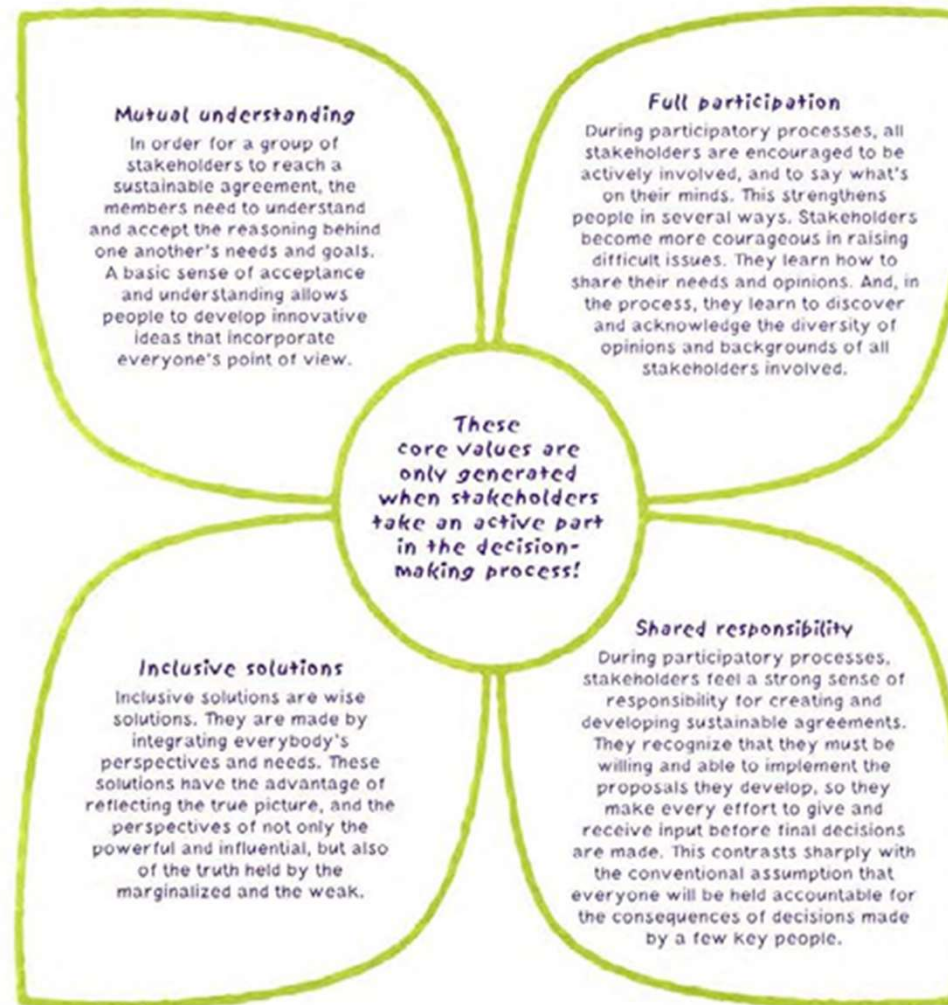 Mutual understanding
In order for a group of
stakeholders to reach a
sustainable agreement, the
members need to understand
and accept the reasoning behind
one another's needs and goals.
A basic sense of acceptance
and understanding allows
people to develop innovative
ideas that incorporate
everyone's point of view.
Full participation
During participatory processes, all
stakeholders are encouraged to be
actively involved, and to say what's
on their minds. This strengthens
people in several ways. Stakeholders
become more courageous in raising
difficult issues. They learn how to
share their needs and opinions. And, in
the process, they learn to discover
and acknowledge the diversity of
opinions and backgrounds of all
stakeholders involved.
These
core values are
only generated
when stakeholders
take an active part
in the decision-
making process!
Inclusive solutions
Inclusive solutions are wise
solutions. They are made by
integrating everybody's
perspectives and needs. These
solutions have the advantage of
reflecting the true picture, and the
perspectives of not only the
powerful and influential, but also
of the truth held by the
marginalized and the weak.
Shared responsibility
During participatory processes,
stakeholders feel a strong sense of
responsibility for creating and
developing sustainable agreements.
They recognize that they must be
willing and able to implement the
proposals they develop, so they
make every effort to give and
receive input before final decisions
are made. This contrasts sharply with
the conventional assumption that
everyone will be held accountable for
the consequences of decisions made
by a few key people.